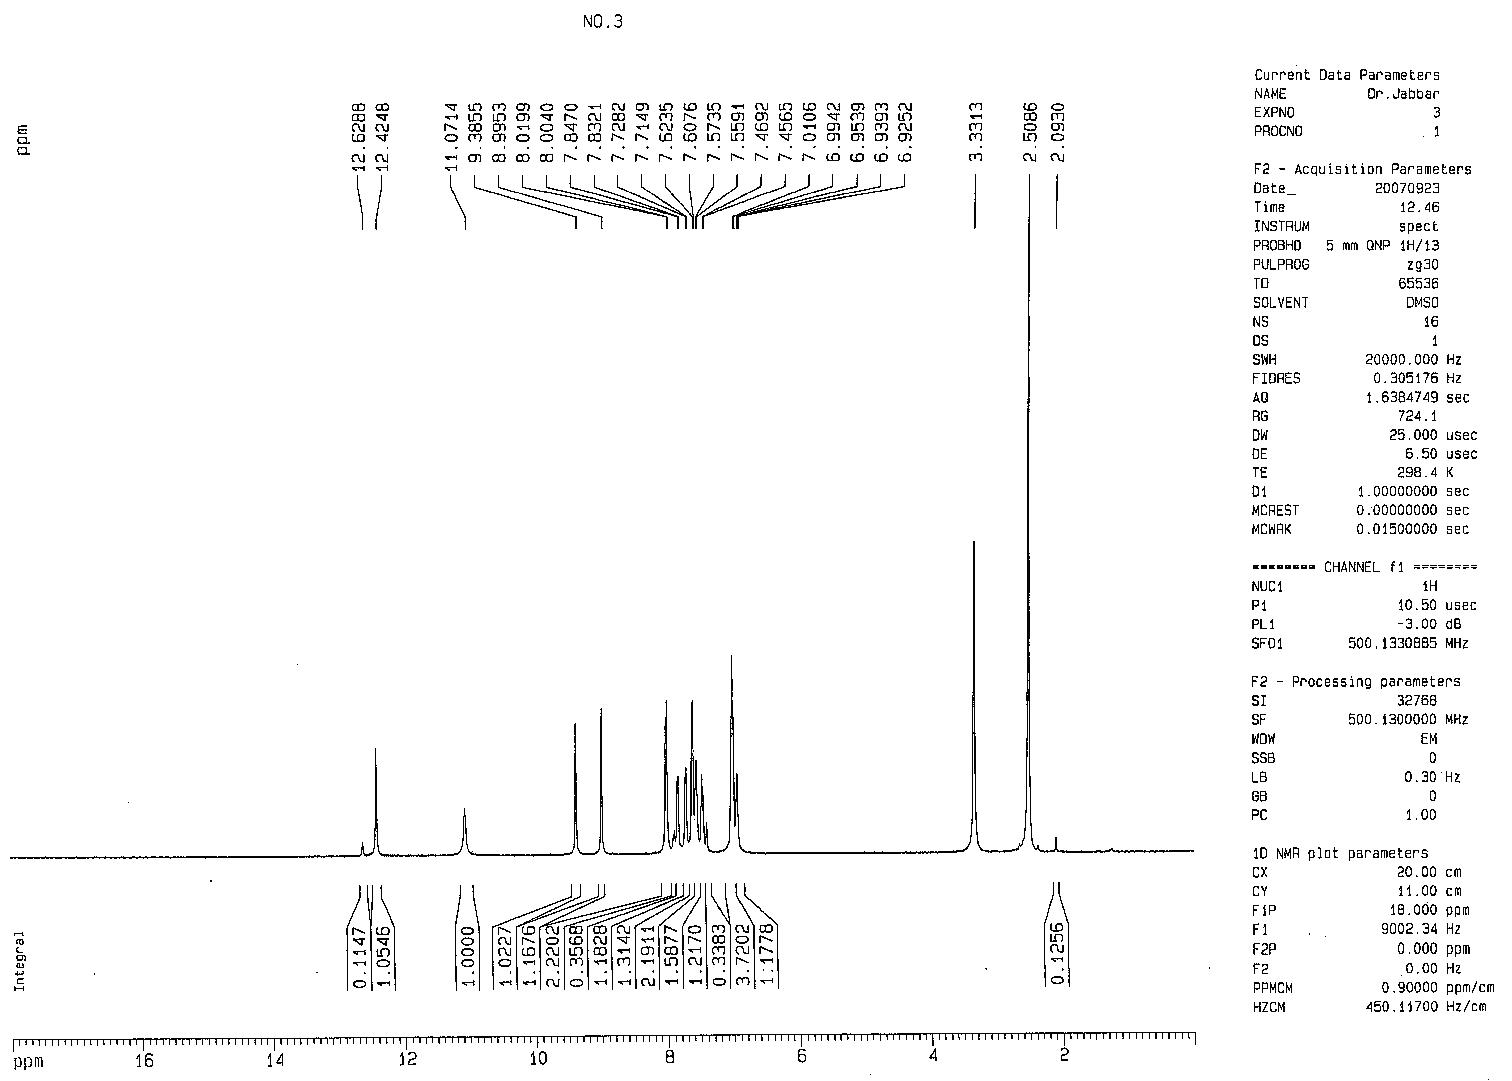 NO.3
ppm
12.6288
12.4248
11.0714
9.3855
8.9953
8.0199
8.0040
7.8470
7.8321
7.7282
7.7149
7.6235
7.6076
7.5735
7.5591
7.4692
7.4565
7.0106
6.9942
6.9539
6.9393
6.9252
3.3313
2.5086
2.0930
Current Data Parameters
NAME Dr.Jabbar
EXPNO 3
PROCNO 1
F2 - Acquisition Parameters
Date_ 20070923
Time 12.46
INSTRUM spect
PROBHD 5 mm QNP 1H/13
PULPROG zg30
TD 65536
SOLVENT DMSO
NS 16
DS 1
SWH 20000.000 Hz
FIDRES 0.305176 Hz
AQ 1.6384749 sec
RG 724.1
DW 25.000 usec
DE 6.50 usec
TE 298.4 K
D1 1.00000000 sec
MCREST 0.00000000 sec
MCWRK 0.01500000 sec
======== CHANNEL f1 ========
NUC1 1H
P1 10.50 usec
PL1 -3.00 dB
SFO1 500.1330885 MHz
F2 - Processing parameters
SI 32768
SF 500.1300000 MHz
WDW EM
SSB 0
LB 0.30 Hz
GB 0
PC 1.00
1D NMR plot parameters
CX 20.00 cm
CY 11.00 cm
F1P 18.000 ppm
F1 9002.34 Hz
F2P 0.000 ppm
F2 0.00 Hz
PPMCM 0.90000 ppm/cm
HZCM 450.11700 Hz/cm
Integral
0.1147
1.0546
1.0000
1.0227
1.1676
2.2202
0.3568
1.1828
1.3142
2.1911
1.5877
1.2170
0.3383
3.7202
1.1778
0.1256
ppm 16 14 12 10 8 6 4 2